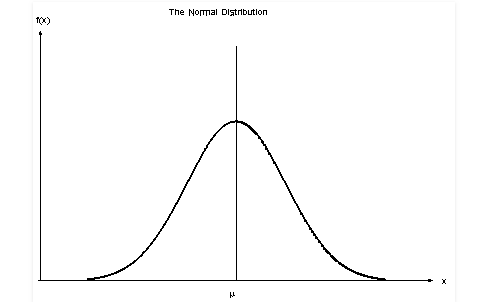 The Normal Distribution
f(x)
x
μ